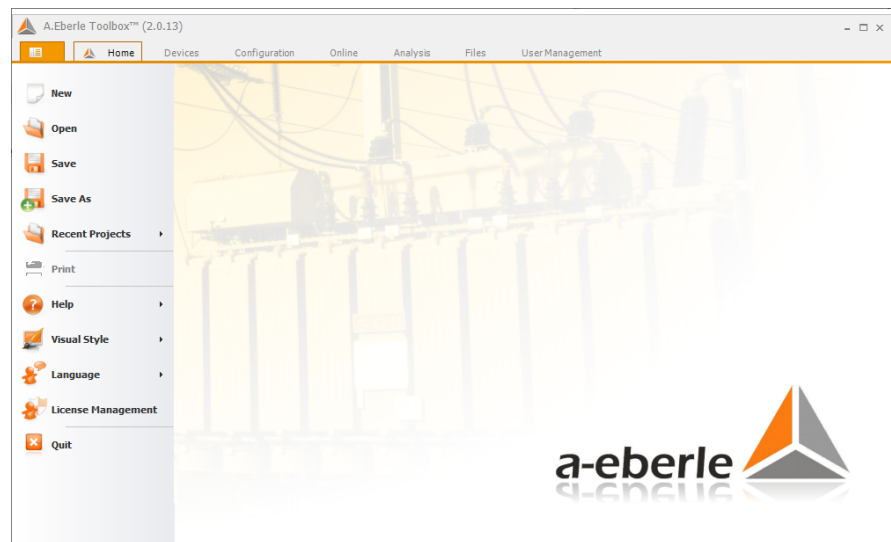 A.Eberle Toolbox™ (2.0.13)
Home Devices Configuration Online Analysis Files User Management
New
Open
Save
Save As
Recent Projects
Print
Help
Visual Style
Language
License Management
Quit
a-eberle